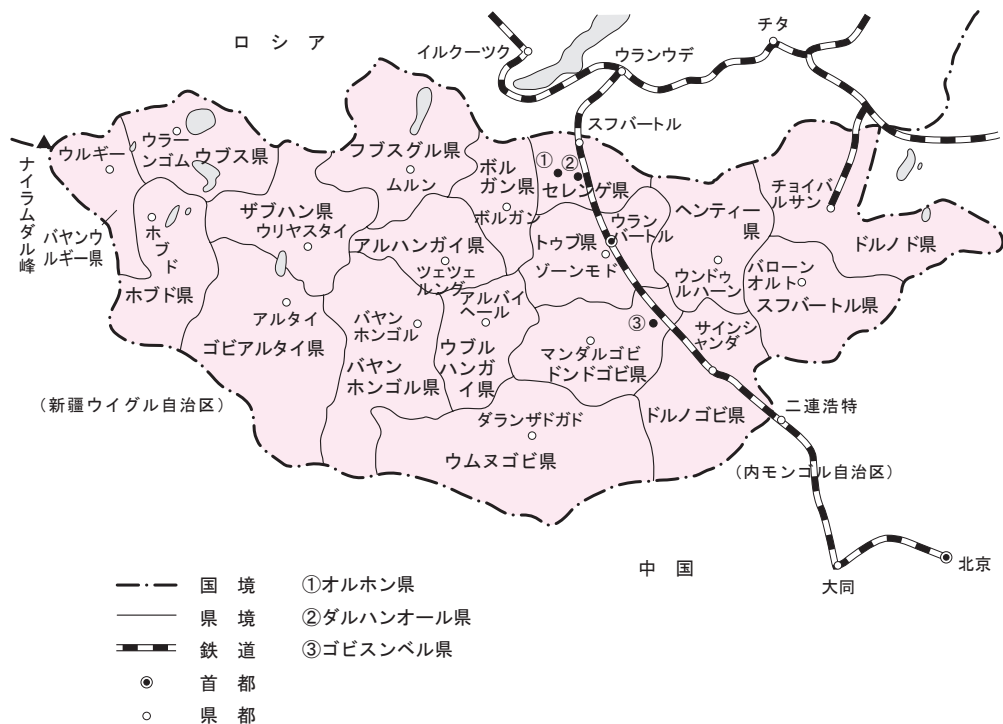 ロシア
イルクーツク
ウランウデ
チタ
スフバートル
ナイラムダル峰
ウルギー
バヤンウ
ルギー県
ウラー
ンゴム
ウブス県
ホブド
ホブド県
フブスグル県
ムルン
ザブハン県
ウリヤスタイ
ボル
ガン県
ボルガン
①
②
セレンゲ県
アルハンガイ県
ツェツェ
ルング
トゥブ県
ウラン
バートル
ゾーンモド
ヘンティー
県
ウンドゥ
ルハーン
チョイバ
ルサン
ドルノド県
バローン
オルト
スフバートル県
アルタイ
ゴビアルタイ県
バヤン
ホンゴル
バヤン
ホンゴル県
アルバイ
ヘール
ウブル
ハンガ
イ県
③
マンダルゴビ
ドンドゴビ県
サインシ
ャンダ
ドルノゴビ県
ダランザドガド
ウムヌゴビ県
(新疆ウイグル自治区)
二連浩特
(内モンゴル自治区)
中国
大同
北京
国境
県境
鉄道
首都
県都
①オルホン県
②ダルハンオール県
③ゴビスンベル県